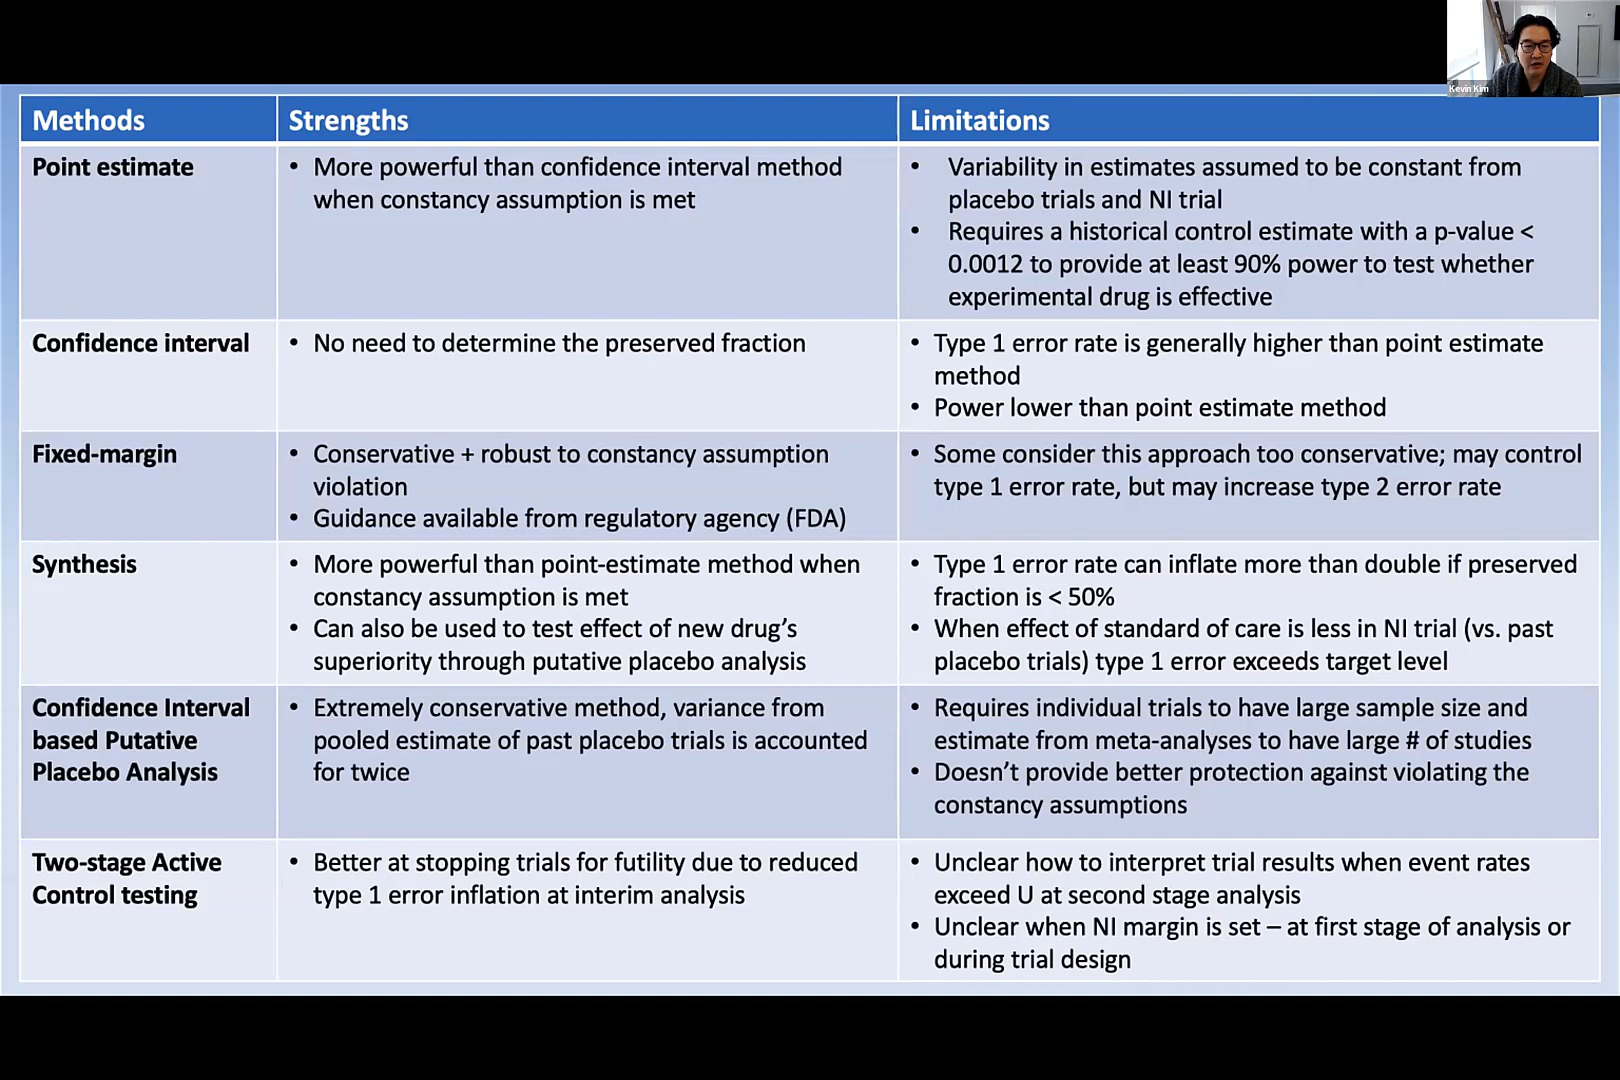 Kevin Kim
Methods
Strengths
Limitations
Point estimate
• More powerful than confidence interval method
when constancy assumption is met
• Variability in estimates assumed to be constant from
placebo trials and NI trial
• Requires a historical control estimate with a p-value <
0.0012 to provide at least 90% power to test whether
experimental drug is effective
Confidence interval
• No need to determine the preserved fraction
• Type 1 error rate is generally higher than point estimate
method
• Power lower than point estimate method
Fixed-margin
• Conservative + robust to constancy assumption
violation
• Guidance available from regulatory agency (FDA)
• Some consider this approach too conservative; may control
type 1 error rate, but may increase type 2 error rate
Synthesis
• More powerful than point-estimate method when
constancy assumption is met
• Can also be used to test effect of new drug’s
superiority through putative placebo analysis
• Type 1 error rate can inflate more than double if preserved
fraction is < 50%
• When effect of standard of care is less in NI trial (vs. past
placebo trials) type 1 error exceeds target level
Confidence Interval
based Putative
Placebo Analysis
• Extremely conservative method, variance from
pooled estimate of past placebo trials is accounted
for twice
• Requires individual trials to have large sample size and
estimate from meta-analyses to have large # of studies
• Doesn’t provide better protection against violating the
constancy assumptions
Two-stage Active
Control testing
• Better at stopping trials for futility due to reduced
type 1 error inflation at interim analysis
• Unclear how to interpret trial results when event rates
exceed U at second stage analysis
• Unclear when NI margin is set – at first stage of analysis or
during trial design